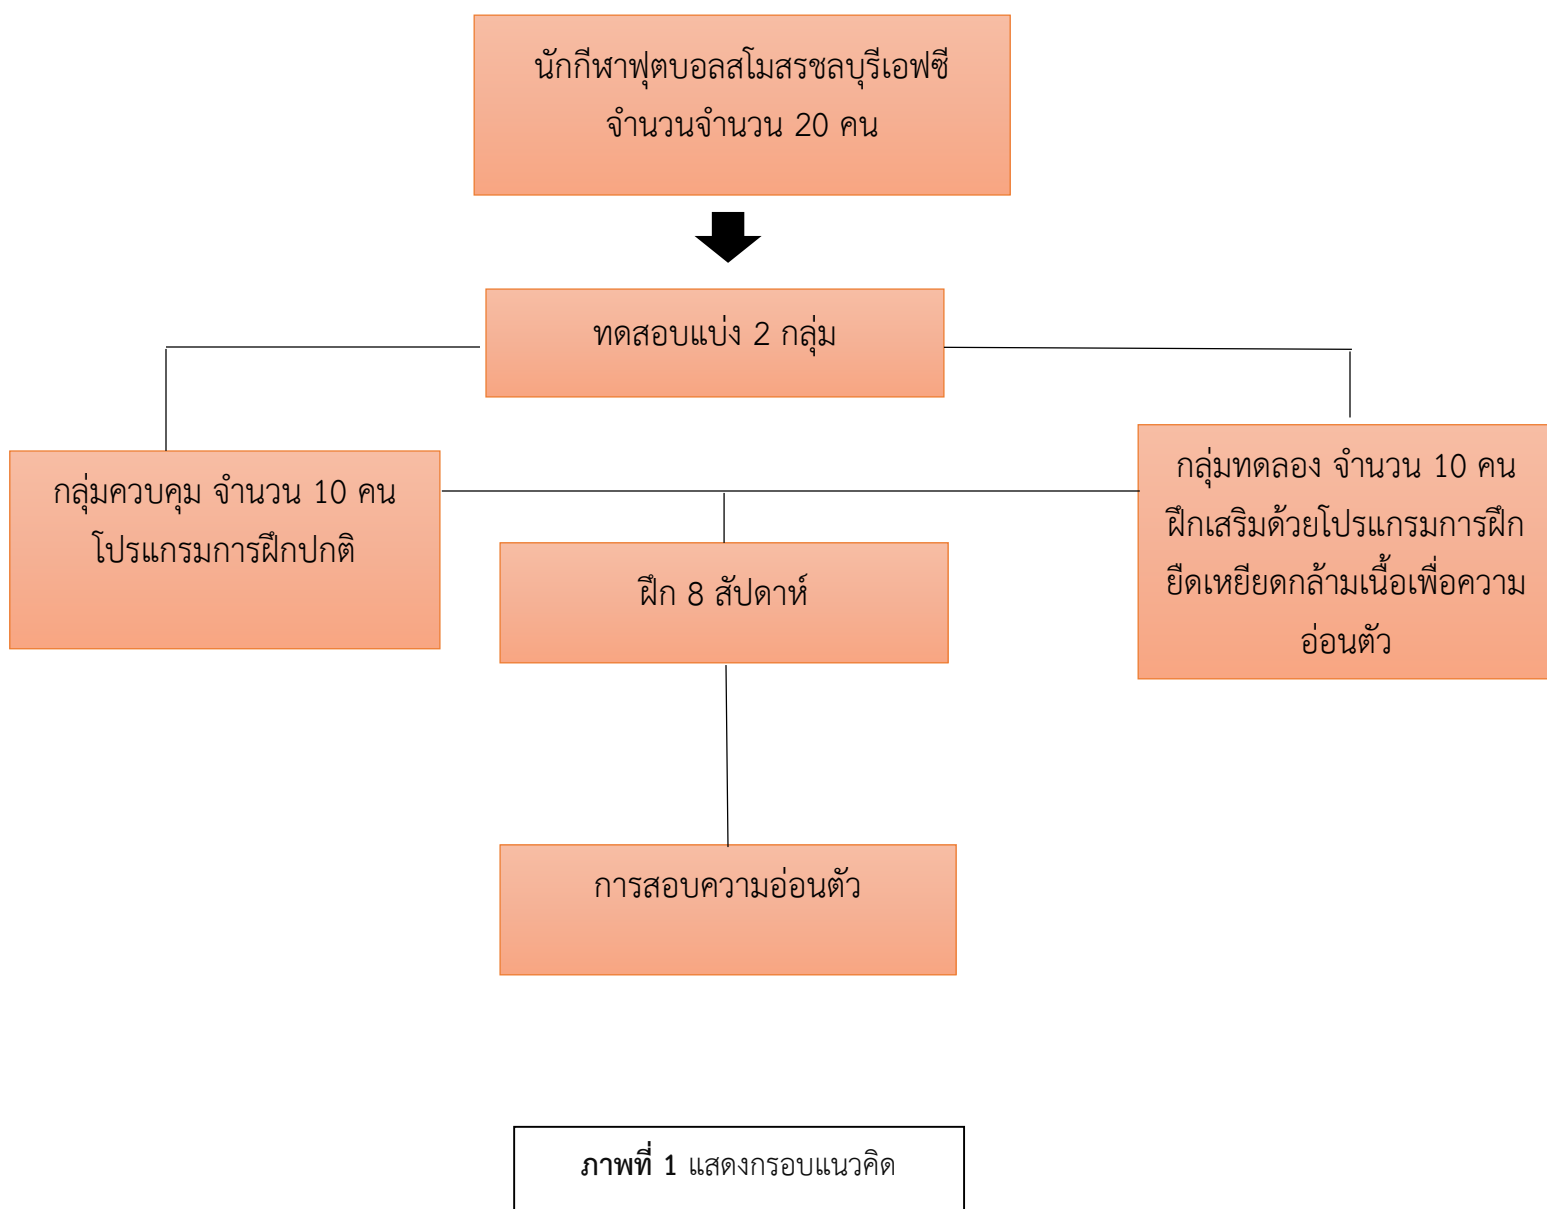 นักกีฬาฟุตบอลสโมสรชลบุรีเอฟซี
จำนวนจำนวน 20 คน
ทดสอบแบ่ง 2 กลุ่ม
กลุ่มควบคุม จำนวน 10 คน
โปรแกรมการฝึกปกติ
กลุ่มทดลอง จำนวน 10 คน
ฝึกเสริมด้วยโปรแกรมการฝึก
ยืดเหยียดกล้ามเนื้อเพื่อความ
อ่อนตัว
ฝึก 8 สัปดาห์
การสอบความอ่อนตัว
ภาพที่ 1 แสดงกรอบแนวคิด